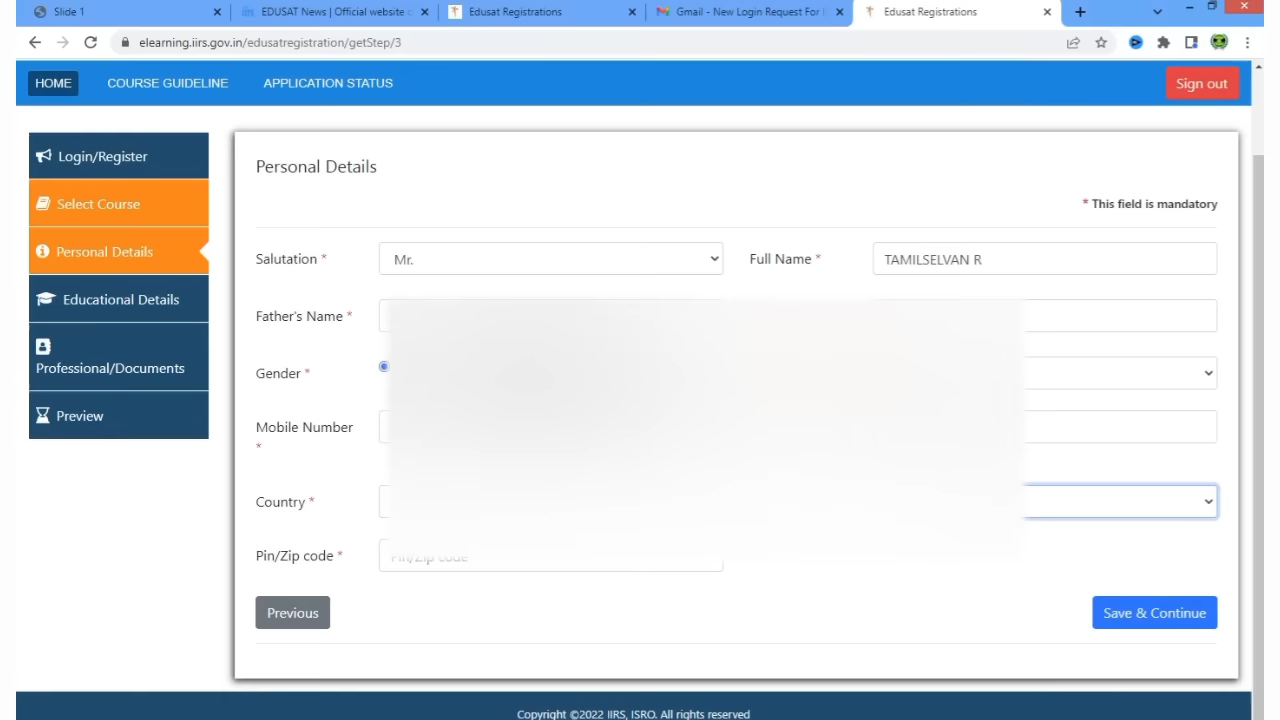 Slide 1
EDUSAT News | Official website c
Edusat Registrations
Gmail - New Login Request For
Edusat Registrations
elearning.iirs.gov.in/edusatregistration/getStep/3
HOME COURSE GUIDELINE APPLICATION STATUS Sign out
Login/Register
Select Course
Personal Details
Educational Details
Professional/Documents
Preview
Personal Details
* This field is mandatory
Salutation * Mr. Full Name * TAMILSELVAN R
Father's Name *
Gender *
Mobile Number
*
Country *
Pin/Zip code * Pin/Zip code
Previous Save & Continue
Copyright ©2022 IIRS, ISRO. All rights reserved